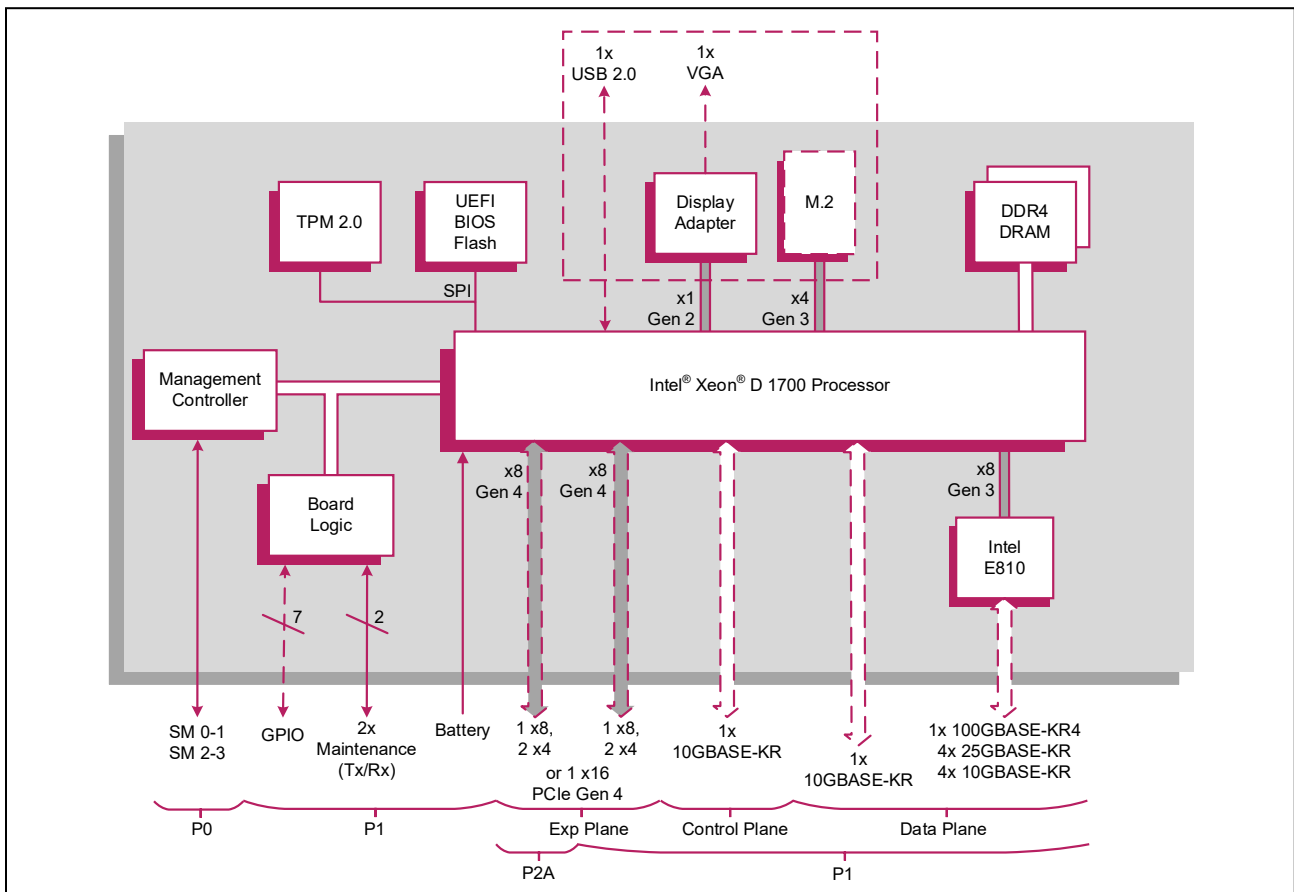 1x
USB 2.0
1x
VGA
TPM 2.0
UEFI
BIOS
Flash
Display
Adapter
M.2
DDR4
DRAM
SPI
x1
Gen 2
x4
Gen 3
Management
Controller
Intel® Xeon® D 1700 Processor
Board
Logic
x8
Gen 4
x8
Gen 4
x8
Gen 3
Intel
E810
7
2
SM 0-1
SM 2-3
GPIO
2x
Maintenance
(Tx/Rx)
Battery
1 x8,
2 x4
1 x8,
2 x4
or 1 x16
PCIe Gen 4
1x
10GBASE-KR
1x
10GBASE-KR
1x 100GBASE-KR4
4x 25GBASE-KR
4x 10GBASE-KR
P0
P1
Exp Plane
Control Plane
Data Plane
P2A
P1